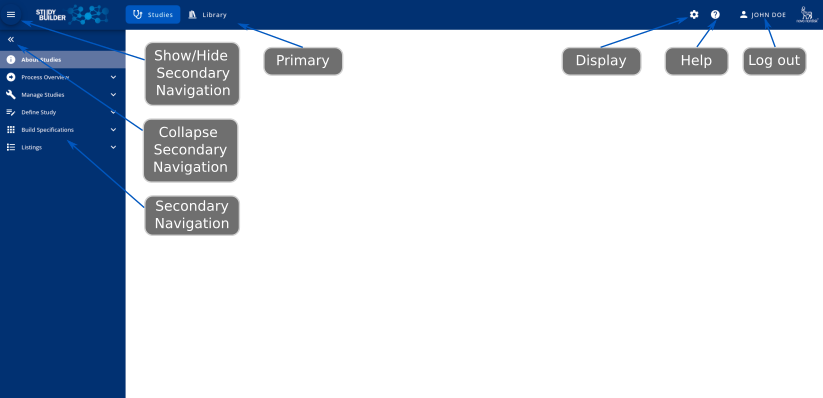 STUDY
BUILDER
Studies
Library
JOHN DOE
About Studies
Process Overview
Manage Studies
Define Study
Build Specifications
Listings
Show/Hide
Secondary
Navigation
Primary
Display
Help
Log out
Collapse
Secondary
Navigation
Secondary
Navigation